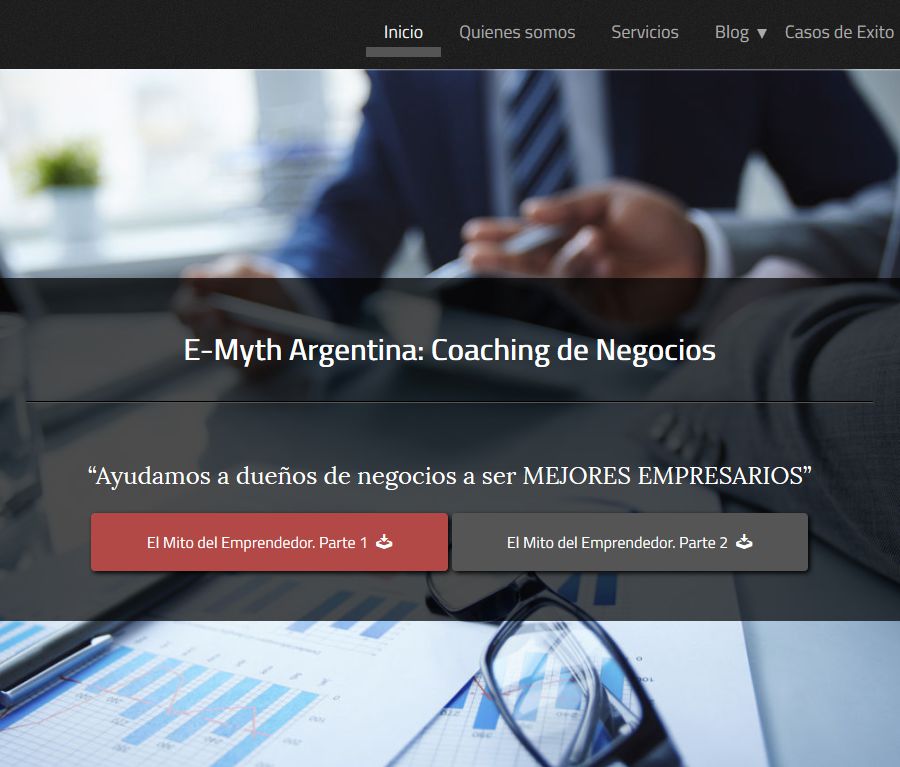 Inicio Quienes somos Servicios Blog ▼ Casos de Exito
E-Myth Argentina: Coaching de Negocios
“Ayudamos a dueños de negocios a ser MEJORES EMPRESARIOS”
El Mito del Emprendedor. Parte 1 El Mito del Emprendedor. Parte 2